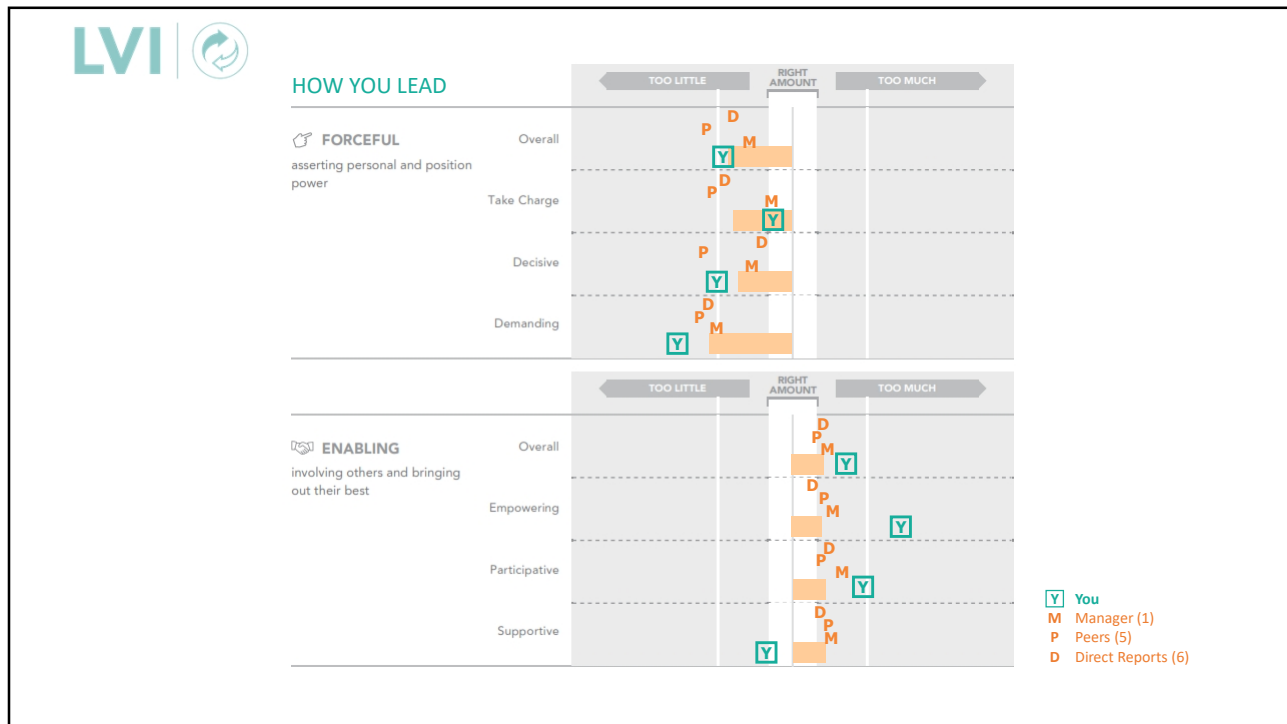 LVI
HOW YOU LEAD
TOO LITTLE
RIGHT
AMOUNT
TOO MUCH
FORCEFUL
asserting personal and position
power
Overall
D
P
M
Y
Take Charge
D
P
M
Y
Decisive
D
P
M
Y
Demanding
D
P
M
Y
TOO LITTLE
RIGHT
AMOUNT
TOO MUCH
ENABLING
involving others and bringing
out their best
Overall
D
P
M
Y
Empowering
D
P
M
Y
Participative
D
P
M
Y
Supportive
D
P
M
Y
Y You
M Manager (1)
P Peers (5)
D Direct Reports (6)